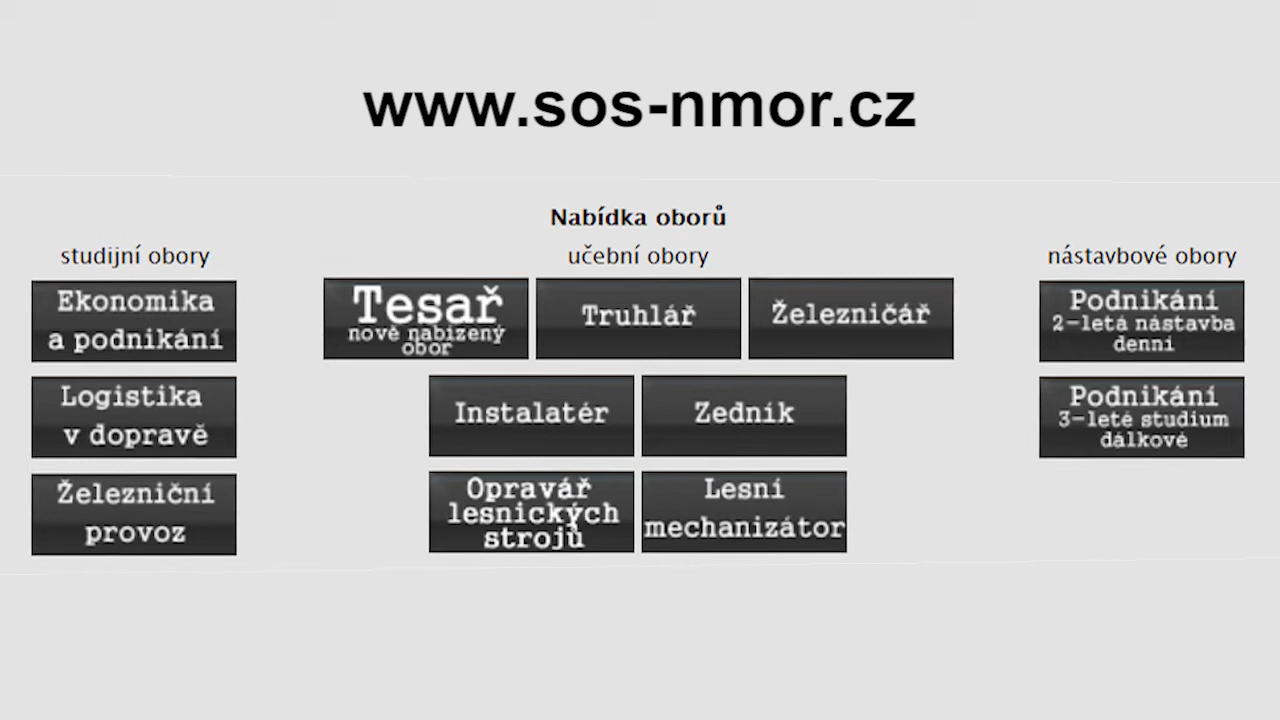 www.sos-nmor.cz
Nabídka oborů
studijní obory
Ekonomika
a podnikání
Logistika
v dopravě
Železniční
provoz
učební obory
Tesař
nově nabízený
obor
Truhlář
Železničář
Instalatér
Zedník
Opravář
lesnických
strojů
Lesní
mechanizátor
nástavbové obory
Podnikání
2-letá nástavba
denní
Podnikání
3-leté studium
dálkové